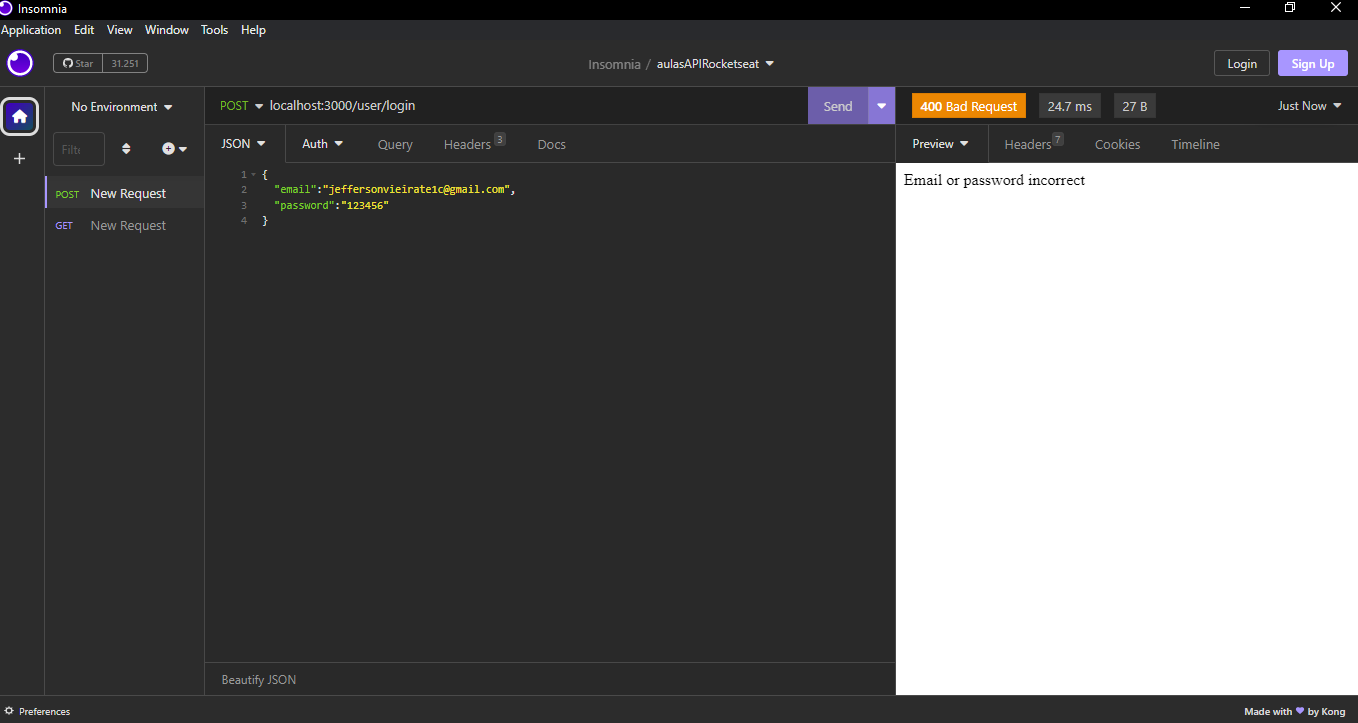 Insomnia
Application Edit View Window Tools Help
Star 31.251
Insomnia / aulasAPIRocketseat
Login Sign Up
No Environment
POST localhost:3000/user/login
Send
400 Bad Request 24.7 ms 27 B
Just Now
Filt
JSON Auth Query Headers 3 Docs
Preview Headers 7 Cookies Timeline
POST New Request
GET New Request
1 {
2 "email":"jeffersonvieirate1c@gmail.com",
3 "password":"123456"
4 }
Email or password incorrect
Beautify JSON
Preferences
Made with by Kong